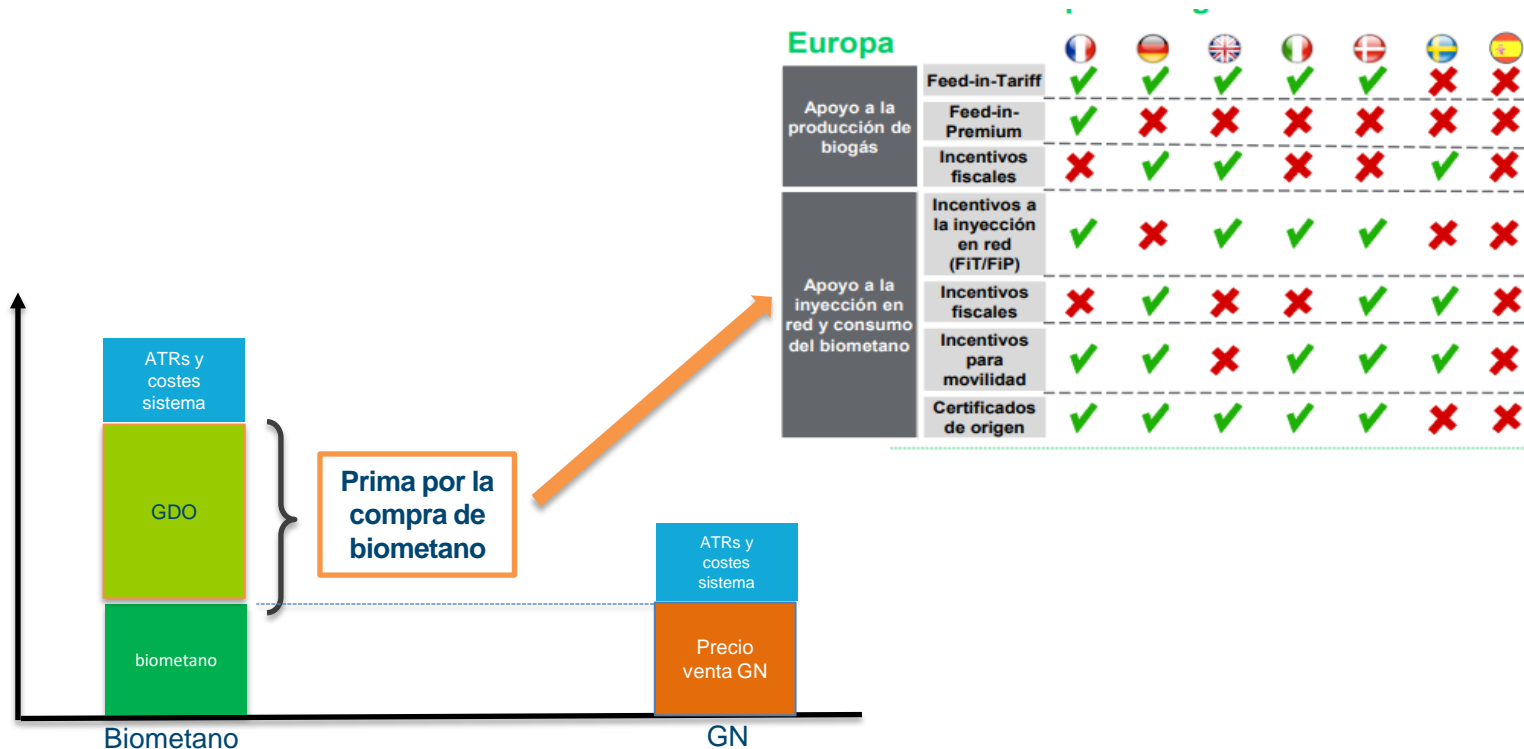 Europa
Feed-in-Tariff
Apoyo a la
producción de
biogás
Feed-in-
Premium
Incentivos
fiscales
Incentivos a
la inyección
en red
(FiT/FiP)
Apoyo a la
inyección en
red y consumo
del biometano
Incentivos
fiscales
Incentivos
para
movilidad
Certificados
de origen
ATRs y
costes
sistema
GDO
biometano
Prima por la
compra de
biometano
ATRs y
costes
sistema
Precio
venta GN
Biometano
GN